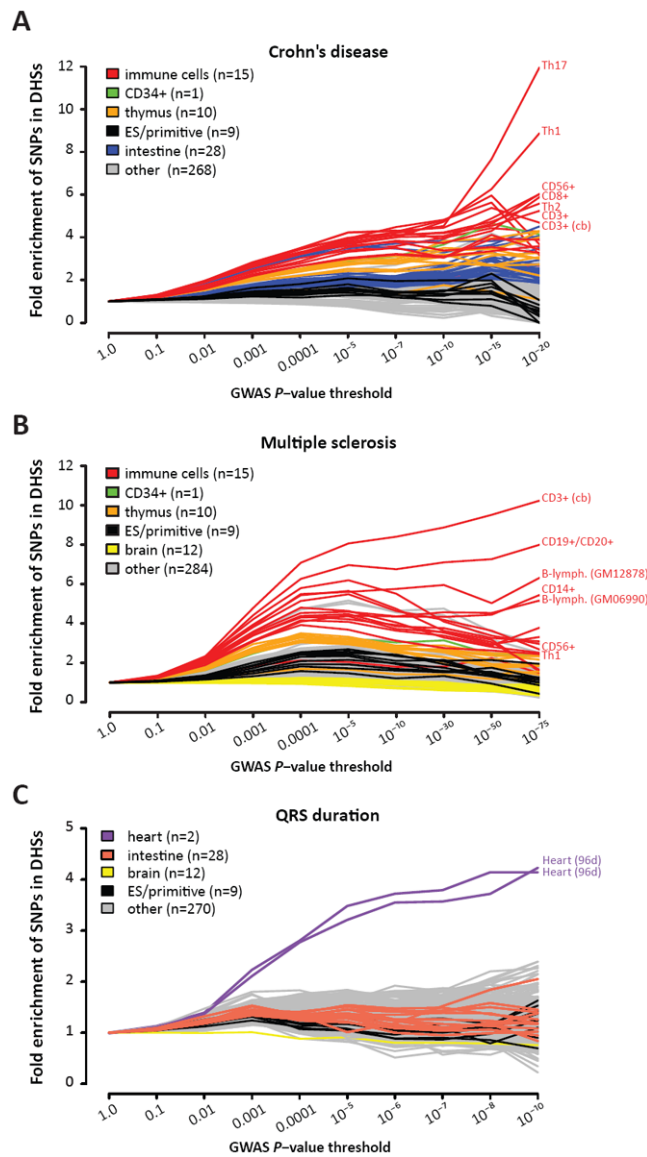 A
Crohn's disease
Fold enrichment of SNPs in DHSs
12
10
8
6
4
2
0
immune cells (n=15)
CD34+ (n=1)
thymus (n=10)
ES/primitive (n=9)
intestine (n=28)
other (n=268)
Th17
Th1
CD56+
CD8+
Th2
CD3+
CD3+ (cb)
1.0
0.1
0.01
0.001
0.0001
10⁻⁵
10⁻⁷
10⁻¹⁰
10⁻¹⁵
10⁻²⁰
GWAS P–value threshold
B
Multiple sclerosis
Fold enrichment of SNPs in DHSs
12
10
8
6
4
2
0
immune cells (n=15)
CD34+ (n=1)
thymus (n=10)
ES/primitive (n=9)
brain (n=12)
other (n=284)
CD3+ (cb)
CD19+/CD20+
B-lymph. (GM12878)
CD14+
B-lymph. (GM06990)
CD56+
Th1
1.0
0.1
0.01
0.001
0.0001
10⁻⁵
10⁻¹⁰
10⁻³⁰
10⁻⁵⁰
10⁻⁷⁵
GWAS P–value threshold
C
QRS duration
Fold enrichment of SNPs in DHSs
5
4
3
2
1
0
heart (n=2)
intestine (n=28)
brain (n=12)
ES/primitive (n=9)
other (n=270)
Heart (96d)
Heart (96d)
1.0
0.1
0.01
0.001
0.0001
10⁻⁵
10⁻⁶
10⁻⁷
10⁻⁸
10⁻¹⁰
GWAS P–value threshold